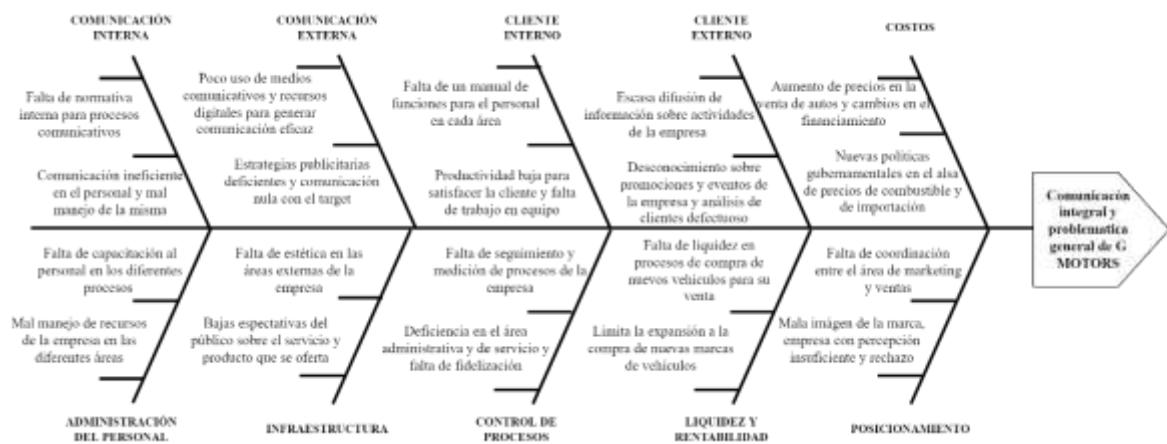 COMUNICACIÓN
INTERNA
COMUNICACIÓN
EXTERNA
CLIENTE
INTERNO
CLIENTE
EXTERNO
COSTOS
Falta de normativa
interna para procesos
comunicativos
Poco uso de medios
comunicativos y recursos
digitales para generar
comunicación eficaz
Falta de un manual de
funciones para el personal
en cada área
Escasa difusión de
información sobre actividades
de la empresa
Aumento de precios en la
venta de autos y cambios en el
financiamiento
Comunicación ineficiente
en el personal y mal
manejo de la misma
Estrategias publicitarias
deficientes y comunicación
nula con el target
Productividad baja para
satisfacer la cliente y falta
de trabajo en equipo
Desconocimiento sobre
promociones y eventos de
la empresa y análisis de
clientes defectuoso
Nuevas políticas
gubernamentales en el alsa
de precios de combustible y
de importación
Comunicación
integral y
problematica
general de G
MOTORS
Falta de capacitación al
personal en los diferentes
procesos
Falta de estética en las
áreas externas de la
empresa
Falta de seguimiento y
medición de procesos de la
empresa
Falta de liquidez en
procesos de compra de
nuevos vehículos para su
venta
Falta de coordinación
entre el área de marketing
y ventas
Mal manejo de recursos
de la empresa en las
diferentes áreas
Bajas espectativas del
público sobre el servicio y
producto que se oferta
Deficiencia en el área
administrativa y de servicio y
falta de fidelización
Limita la expansión a la
compra de nuevas marcas
de vehículos
Mala imágen de la marca,
empresa con percepción
insuficiente y rechazo
ADMINISTRACIÓN
DEL PERSONAL
INFRAESTRUCTURA
CONTROL DE
PROCESOS
LIQUIDEZ Y
RENTABILIDAD
POSICIONAMIENTO